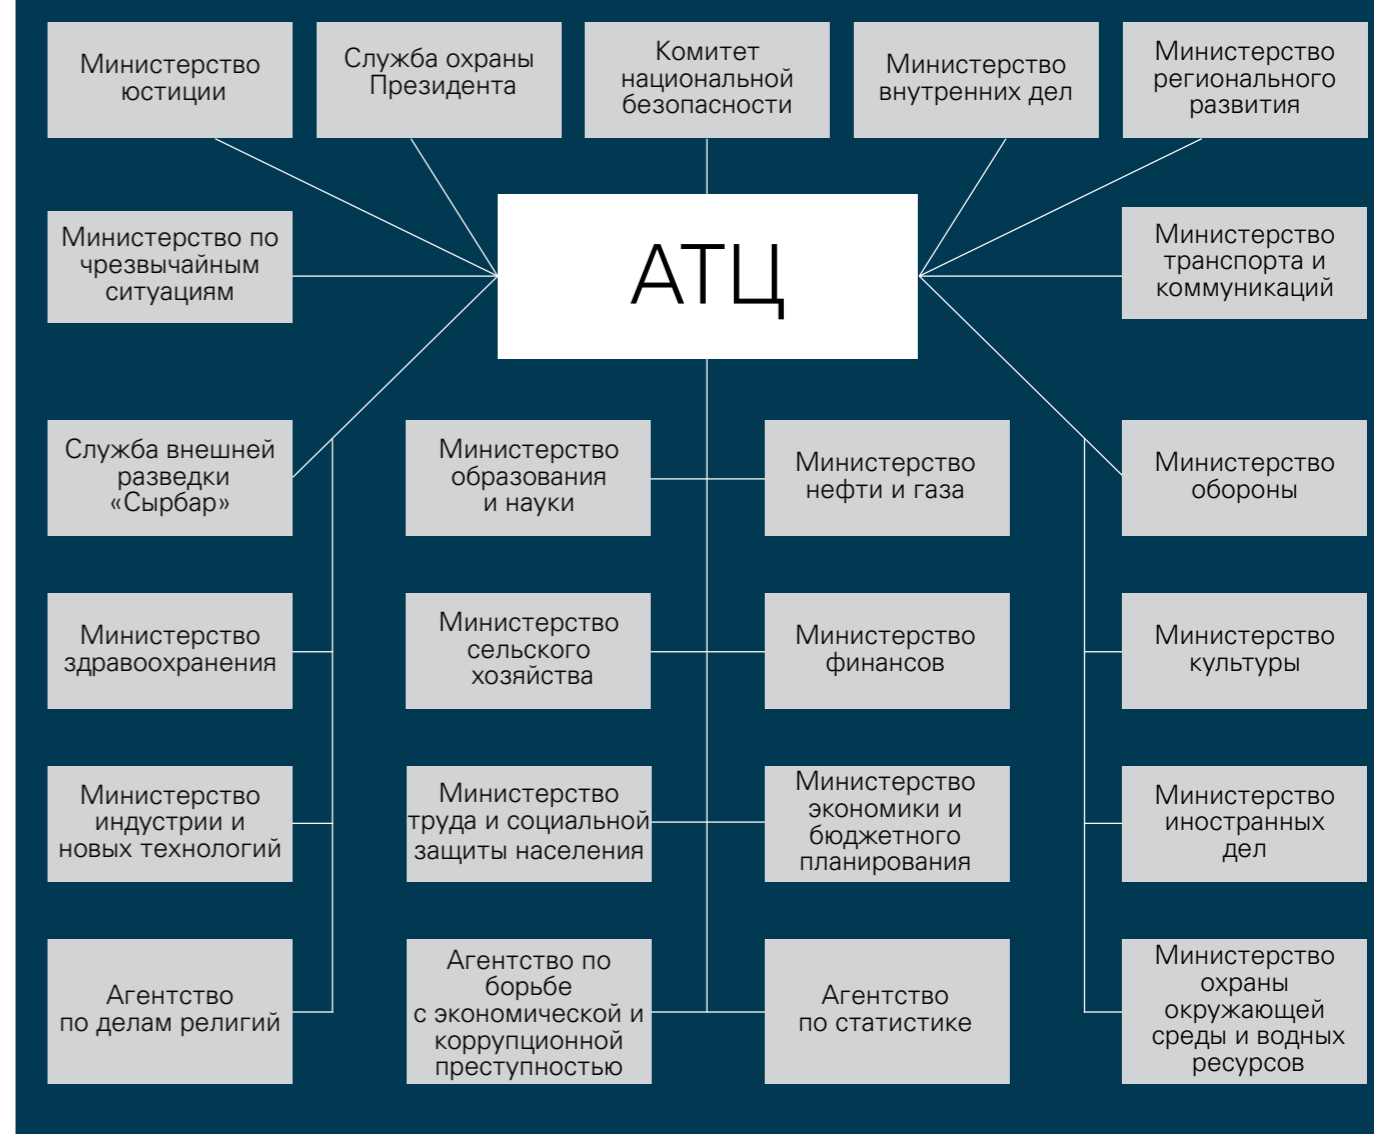 Министерство
юстиции
Служба охраны
Президента
Комитет
национальной
безопасности
Министерство
внутренних дел
Министерство
регионального
развития
Министерство по
чрезвычайным
ситуациям
АТЦ
Министерство
транспорта и
коммуникаций
Служба внешней
разведки
«Сырбар»
Министерство
образования
и науки
Министерство
нефти и газа
Министерство
обороны
Министерство
здравоохранения
Министерство
сельского
хозяйства
Министерство
финансов
Министерство
культуры
Министерство
индустрии и
новых технологий
Министерство
труда и социальной
защиты населения
Министерство
экономики и
бюджетного
планирования
Министерство
иностранных
дел
Агентство
по делам религий
Агентство по
борьбе
с экономической и
коррупционной
преступностью
Агентство
по статистике
Министерство
охраны
окружающей
среды и водных
ресурсов